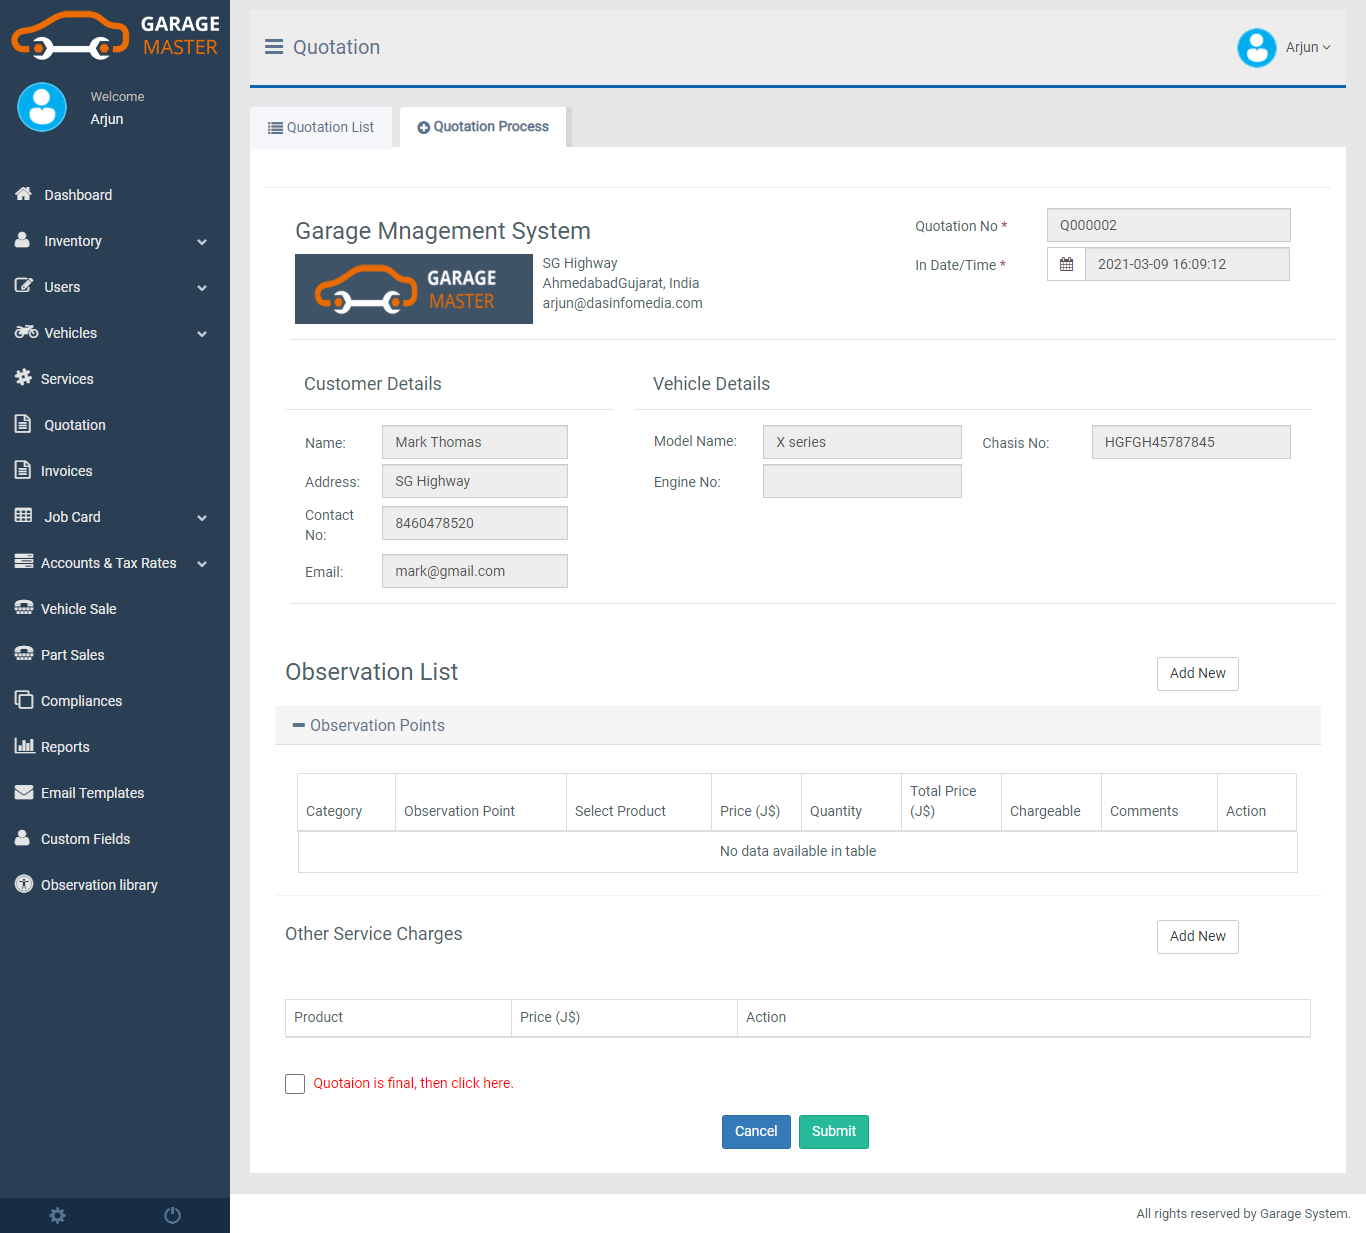 GARAGE
MASTER
Welcome
Arjun
Dashboard
Inventory
Users
Vehicles
Services
Quotation
Invoices
Job Card
Accounts & Tax Rates
Vehicle Sale
Part Sales
Compliances
Reports
Email Templates
Custom Fields
Observation library
Quotation
Arjun
Quotation List
Quotation Process
Garage Mnagement System
GARAGE
MASTER
SG Highway
AhmedabadGujarat, India
arjun@dasinfomedia.com
Quotation No * Q000002
In Date/Time * 2021-03-09 16:09:12
Customer Details
Name: Mark Thomas
Address: SG Highway
Contact No: 8460478520
Email: mark@gmail.com
Vehicle Details
Model Name: X series Chasis No: HGFGH45787845
Engine No:
Observation List Add New
Observation Points
Category Observation Point Select Product Price (J$) Quantity Total Price (J$) Chargeable Comments Action
No data available in table
Other Service Charges Add New
Product Price (J$) Action
Quotaion is final, then click here.
Cancel Submit
All rights reserved by Garage System.